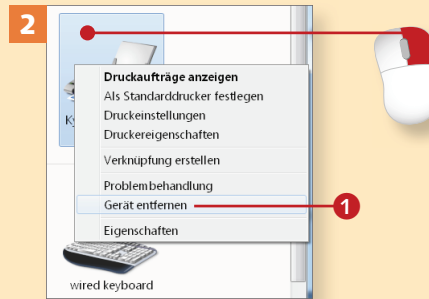 2
Druckaufträge anzeigen
Als Standarddrucker festlegen
Druckeinstellungen
Druckereigenschaften
Verknüpfung erstellen
Problembehandlung
Gerät entfernen
1
Eigenschaften
wired keyboard